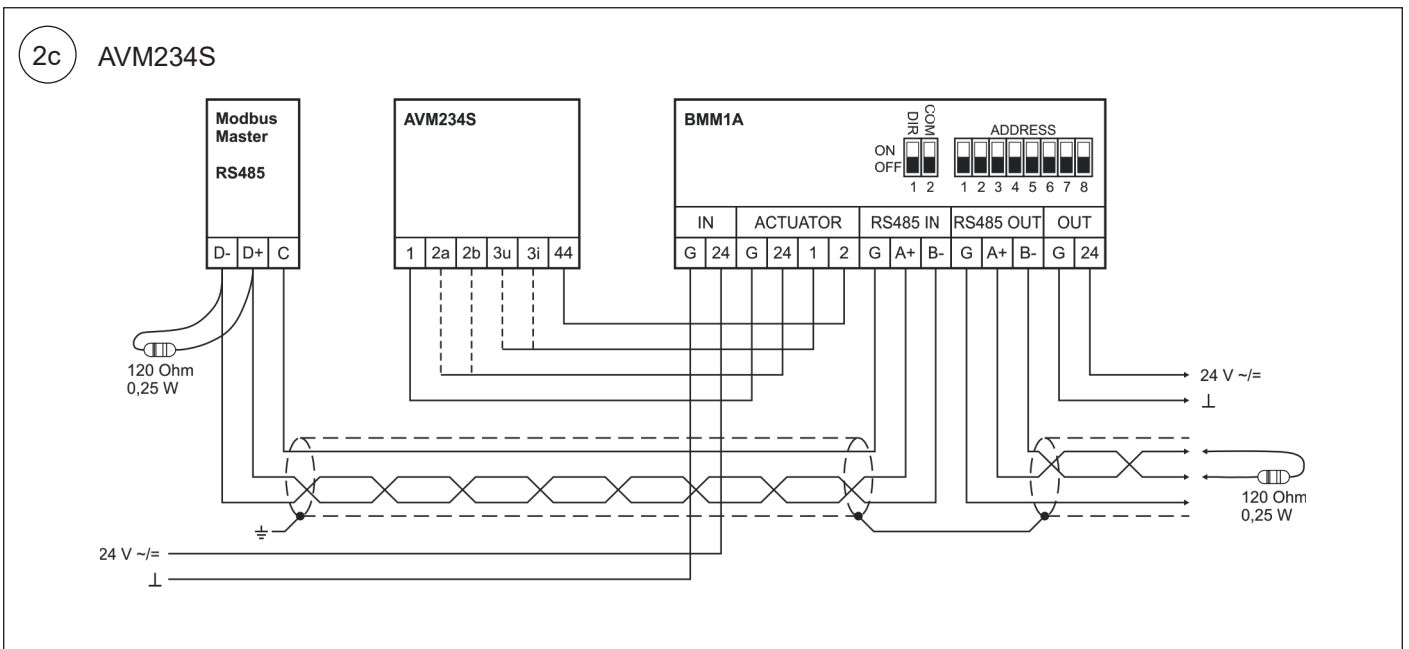 2c AVM234S
Modbus
Master
RS485
D- D+ C
AVM234S
1 2a 2b 3u 3i 44
BMM1A
DIR COM
ON
OFF
1 2
ADDRESS
1 2 3 4 5 6 7 8
IN ACTUATOR RS485 IN RS485 OUT OUT
G 24 G 24 1 2 G A+ B- G A+ B- G 24
120 Ohm
0,25 W
24 V ~/=
⊥
120 Ohm
0,25 W
24 V ~/=
⊥